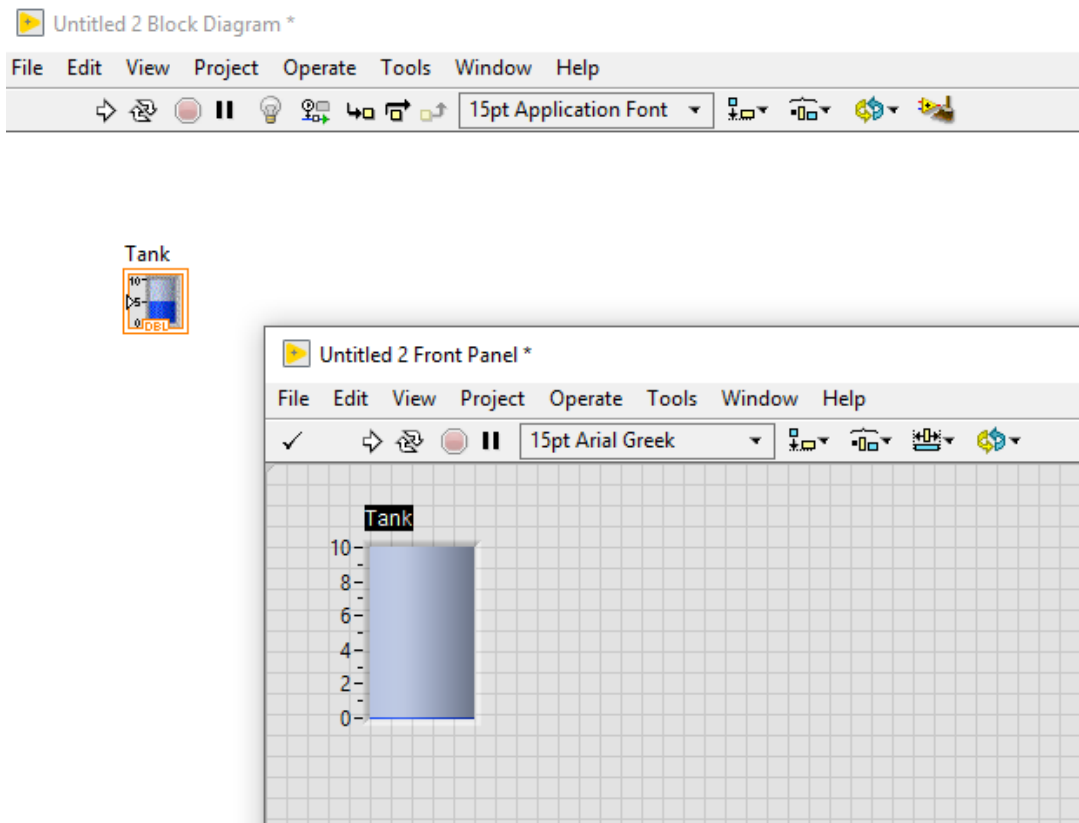 Untitled 2 Block Diagram *
File Edit View Project Operate Tools Window Help
15pt Application Font
Tank
10
5
0 DBL
Untitled 2 Front Panel *
File Edit View Project Operate Tools Window Help
15pt Arial Greek
Tank
10
8
6
4
2
0